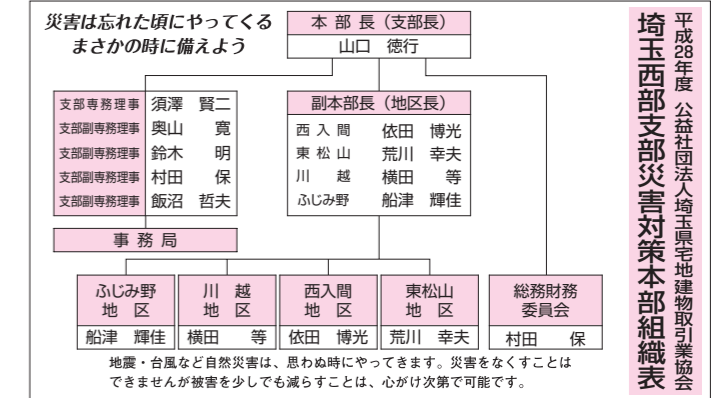 平成28年度 公益社団法人埼玉県宅地建物取引業協会
埼玉西部支部災害対策本部組織表
災害は忘れた頃にやってくる
まさかの時に備えよう
本部長（支部長）
山口 徳行
支部専務理事 須澤 賢二
支部副専務理事 奥山 寛
支部副専務理事 鈴木 明
支部副専務理事 村田 保
支部副専務理事 飯沼 哲夫
事務局
副本部長（地区長）
西入間 依田 博光
東松山 荒川 幸夫
川越 横田 等
ふじみ野 船津 輝佳
ふじみ野
地区
船津 輝佳
川越
地区
横田 等
西入間
地区
依田 博光
東松山
地区
荒川 幸夫
総務財務
委員会
村田 保
地震・台風など自然災害は、思わぬ時にやってきます。災害をなくすことは
できませんが被害を少しでも減らすことは、心がけ次第で可能です。